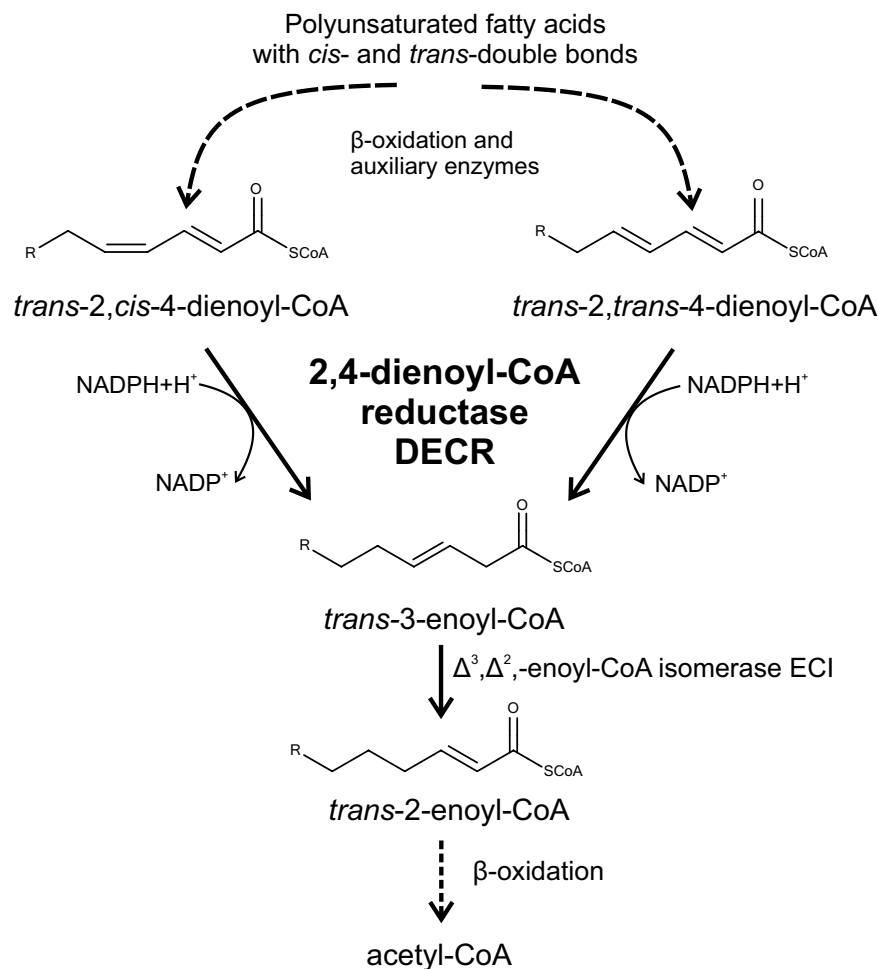 Polyunsaturated fatty acids
with cis- and trans-double bonds
β-oxidation and
auxiliary enzymes
O
R
SCoA
trans-2,cis-4-dienoyl-CoA
O
R
SCoA
trans-2,trans-4-dienoyl-CoA
NADPH+H⁺
NADP⁺
2,4-dienoyl-CoA
reductase
DECR
NADPH+H⁺
NADP⁺
O
R
SCoA
trans-3-enoyl-CoA
Δ³,Δ²,-enoyl-CoA isomerase ECI
O
R
SCoA
trans-2-enoyl-CoA
β-oxidation
acetyl-CoA